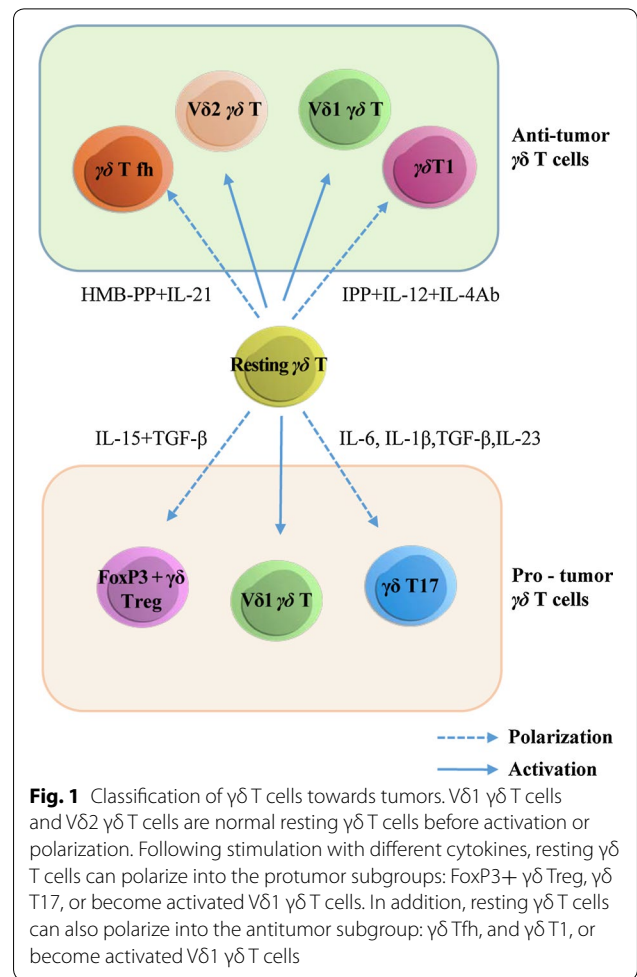 Vδ2 γδ T
Vδ1 γδ T
γδ T fh
γδT1
Anti-tumor
γδ T cells
HMB-PP+IL-21
IPP+IL-12+IL-4Ab
Resting γδ T
IL-15+TGF-β
IL-6, IL-1β,TGF-β,IL-23
FoxP3 + γδ
Treg
Vδ1 γδ T
γδ T17
Pro - tumor
γδ T cells
Polarization
Activation
Fig. 1 Classification of γδ T cells towards tumors. Vδ1 γδ T cells
and Vδ2 γδ T cells are normal resting γδ T cells before activation or
polarization. Following stimulation with different cytokines, resting γδ
T cells can polarize into the protumor subgroups: FoxP3+ γδ Treg, γδ
T17, or become activated Vδ1 γδ T cells. In addition, resting γδ T cells
can also polarize into the antitumor subgroup: γδ Tfh, and γδ T1, or
become activated Vδ1 γδ T cells